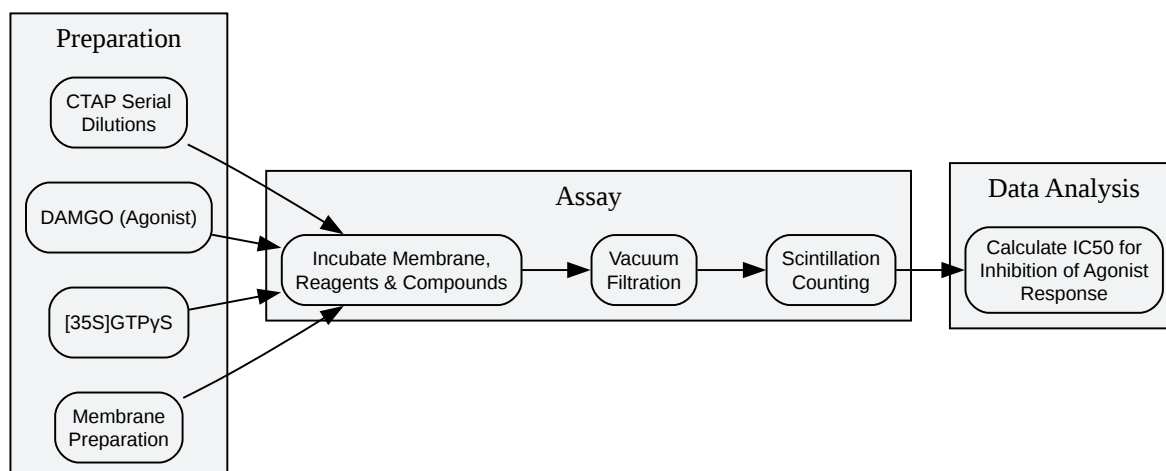 Preparation
CTAP Serial
Dilutions
DAMGO (Agonist)
[35S]GTPγS
Membrane
Preparation
Assay
Incubate Membrane,
Reagents & Compounds
Vacuum
Filtration
Scintillation
Counting
Data Analysis
Calculate IC50 for
Inhibition of Agonist
Response